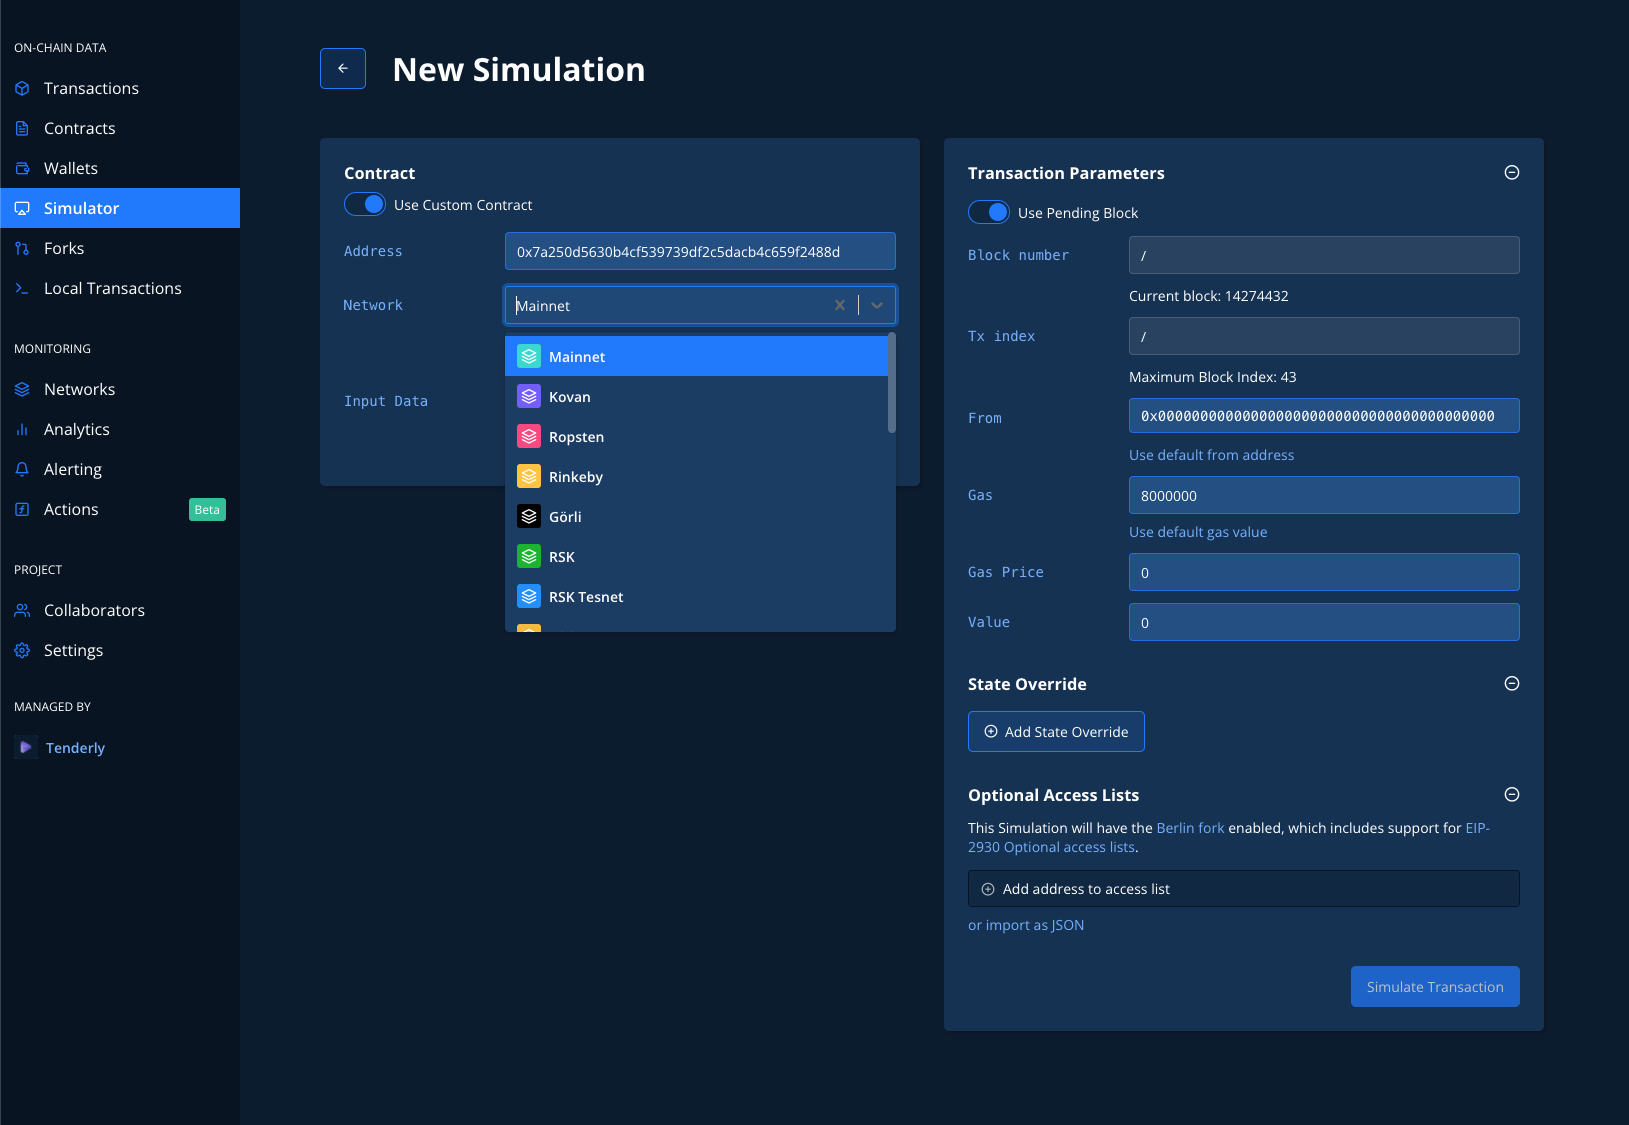 ON-CHAIN DATA
Transactions
Contracts
Wallets
Simulator
Forks
Local Transactions
MONITORING
Networks
Analytics
Alerting
Actions
Beta
PROJECT
Collaborators
Settings
MANAGED BY
Tenderly
New Simulation
Contract
Use Custom Contract
Address
0x7a250d5630b4cf539739df2c5dacb4c659f2488d
Network
Mainnet
Mainnet
Kovan
Ropsten
Rinkeby
Görli
RSK
RSK Tesnet
Input Data
Transaction Parameters
Use Pending Block
Block number
/
Current block: 14274432
Tx index
/
Maximum Block Index: 43
From
0x0000000000000000000000000000000000000000
Use default from address
Gas
8000000
Use default gas value
Gas Price
0
Value
0
State Override
Add State Override
Optional Access Lists
This Simulation will have the Berlin fork enabled, which includes support for EIP-
2930 Optional access lists.
Add address to access list
or import as JSON
Simulate Transaction